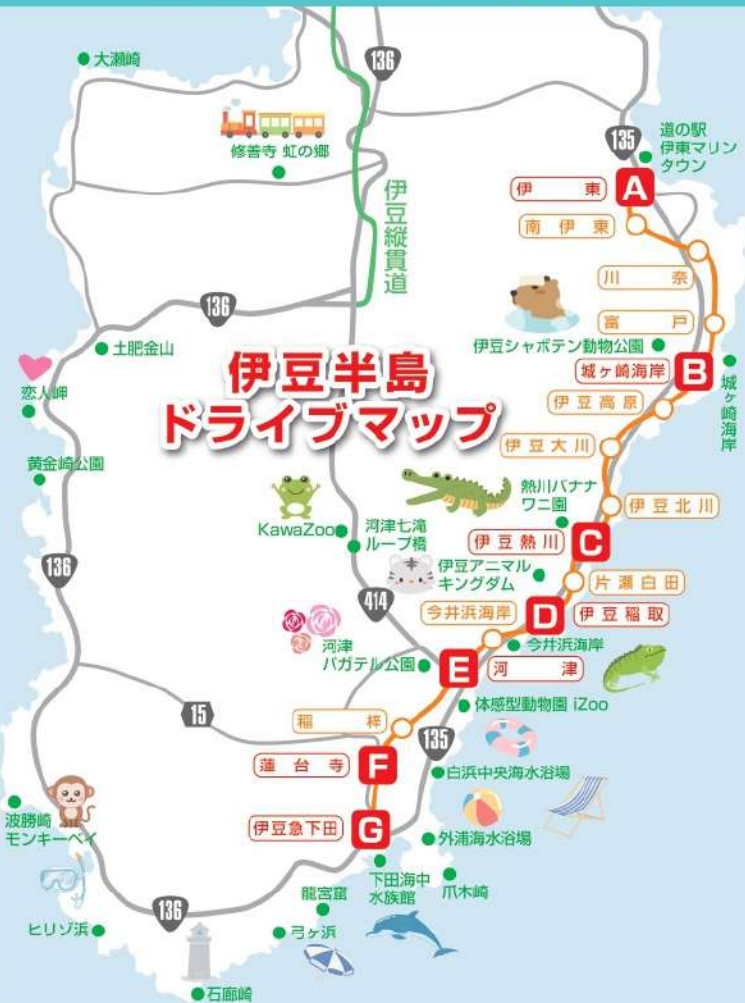 136
大瀬崎
135
道の駅
伊東マリン
タウン
修善寺 虹の郷
伊豆縦貫道
伊東
A
南伊東
川奈
富戸
136
伊豆シャボテン動物公園
土肥金山
伊豆半島
ドライブマップ
城ヶ崎海岸
B
城ヶ崎海岸
恋人岬
伊豆高原
伊豆大川
黄金崎公園
熱川バナナ
ワニ園
伊豆北川
KawaZoo
河津七滝
ループ橋
伊豆熱川
C
136
伊豆アニマル
キングダム
片瀬白田
414
今井浜海岸
D
伊豆稲取
今井浜海岸
河津
バガテル公園
E
河津
体感型動物園 iZoo
15
稲梓
135
蓮台寺
F
白浜中央海水浴場
波勝崎
モンキーベイ
伊豆急下田
G
外浦海水浴場
下田海中
水族館
爪木崎
龍宮窟
136
ヒリゾ浜
弓ヶ浜
石廊崎